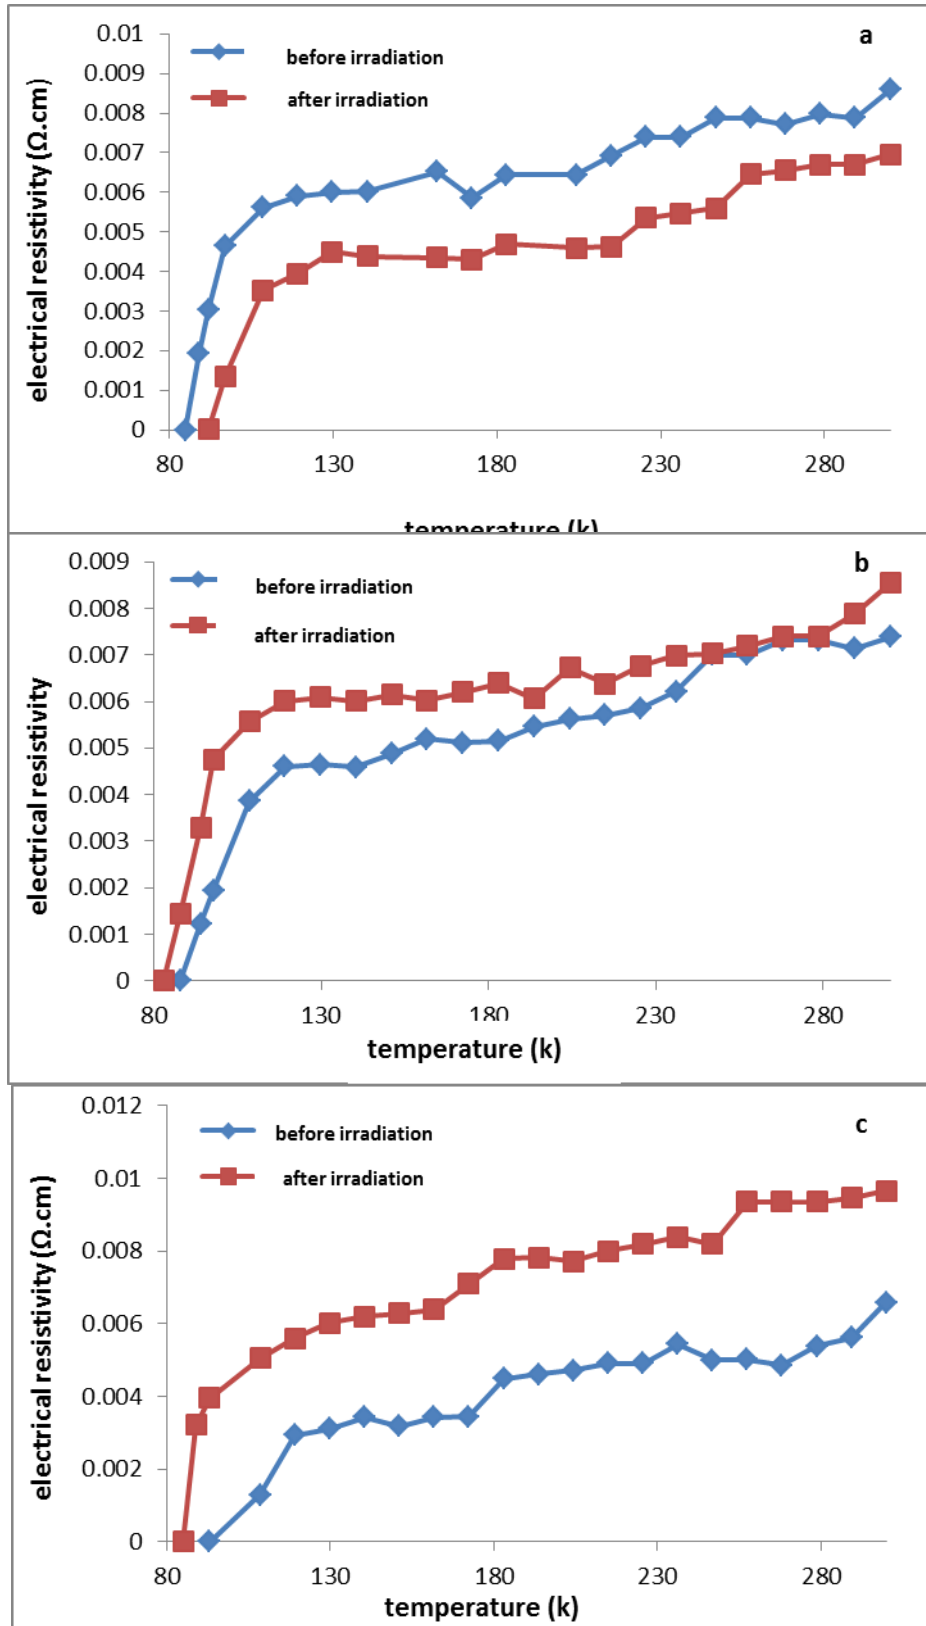 a
0.01
0.009
0.008
0.007
0.006
0.005
0.004
0.003
0.002
0.001
0
before irradiation
after irradiation
electrical resistivity (Ω.cm)
80 130 180 230 280
temperature (k)
b
0.009
0.008
0.007
0.006
0.005
0.004
0.003
0.002
0.001
0
before irradiation
after irradiation
electrical resistivity
80 130 180 230 280
temperature (k)
c
0.012
0.01
0.008
0.006
0.004
0.002
0
before irradiation
after irradiation
electrical resistivity (Ω.cm)
80 130 180 230 280
temperature (k)